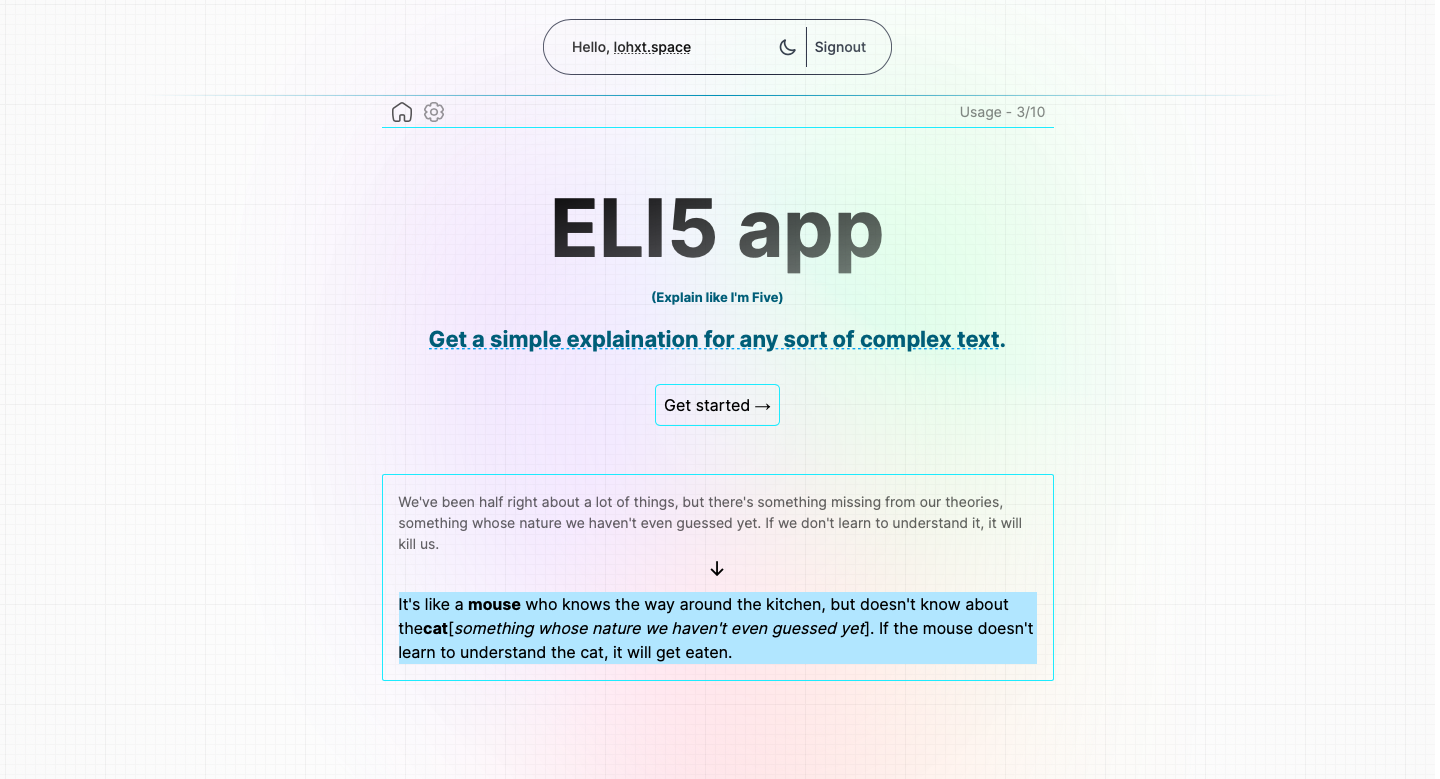 Hello, lohxt.space
Signout
Usage - 3/10
ELI5 app
(Explain like I'm Five)
Get a simple explaination for any sort of complex text.
Get started →
We've been half right about a lot of things, but there's something missing from our theories,
something whose nature we haven't even guessed yet. If we don't learn to understand it, it will
kill us.
↓
It's like a mouse who knows the way around the kitchen, but doesn't know about
thecat[something whose nature we haven't even guessed yet]. If the mouse doesn't
learn to understand the cat, it will get eaten.